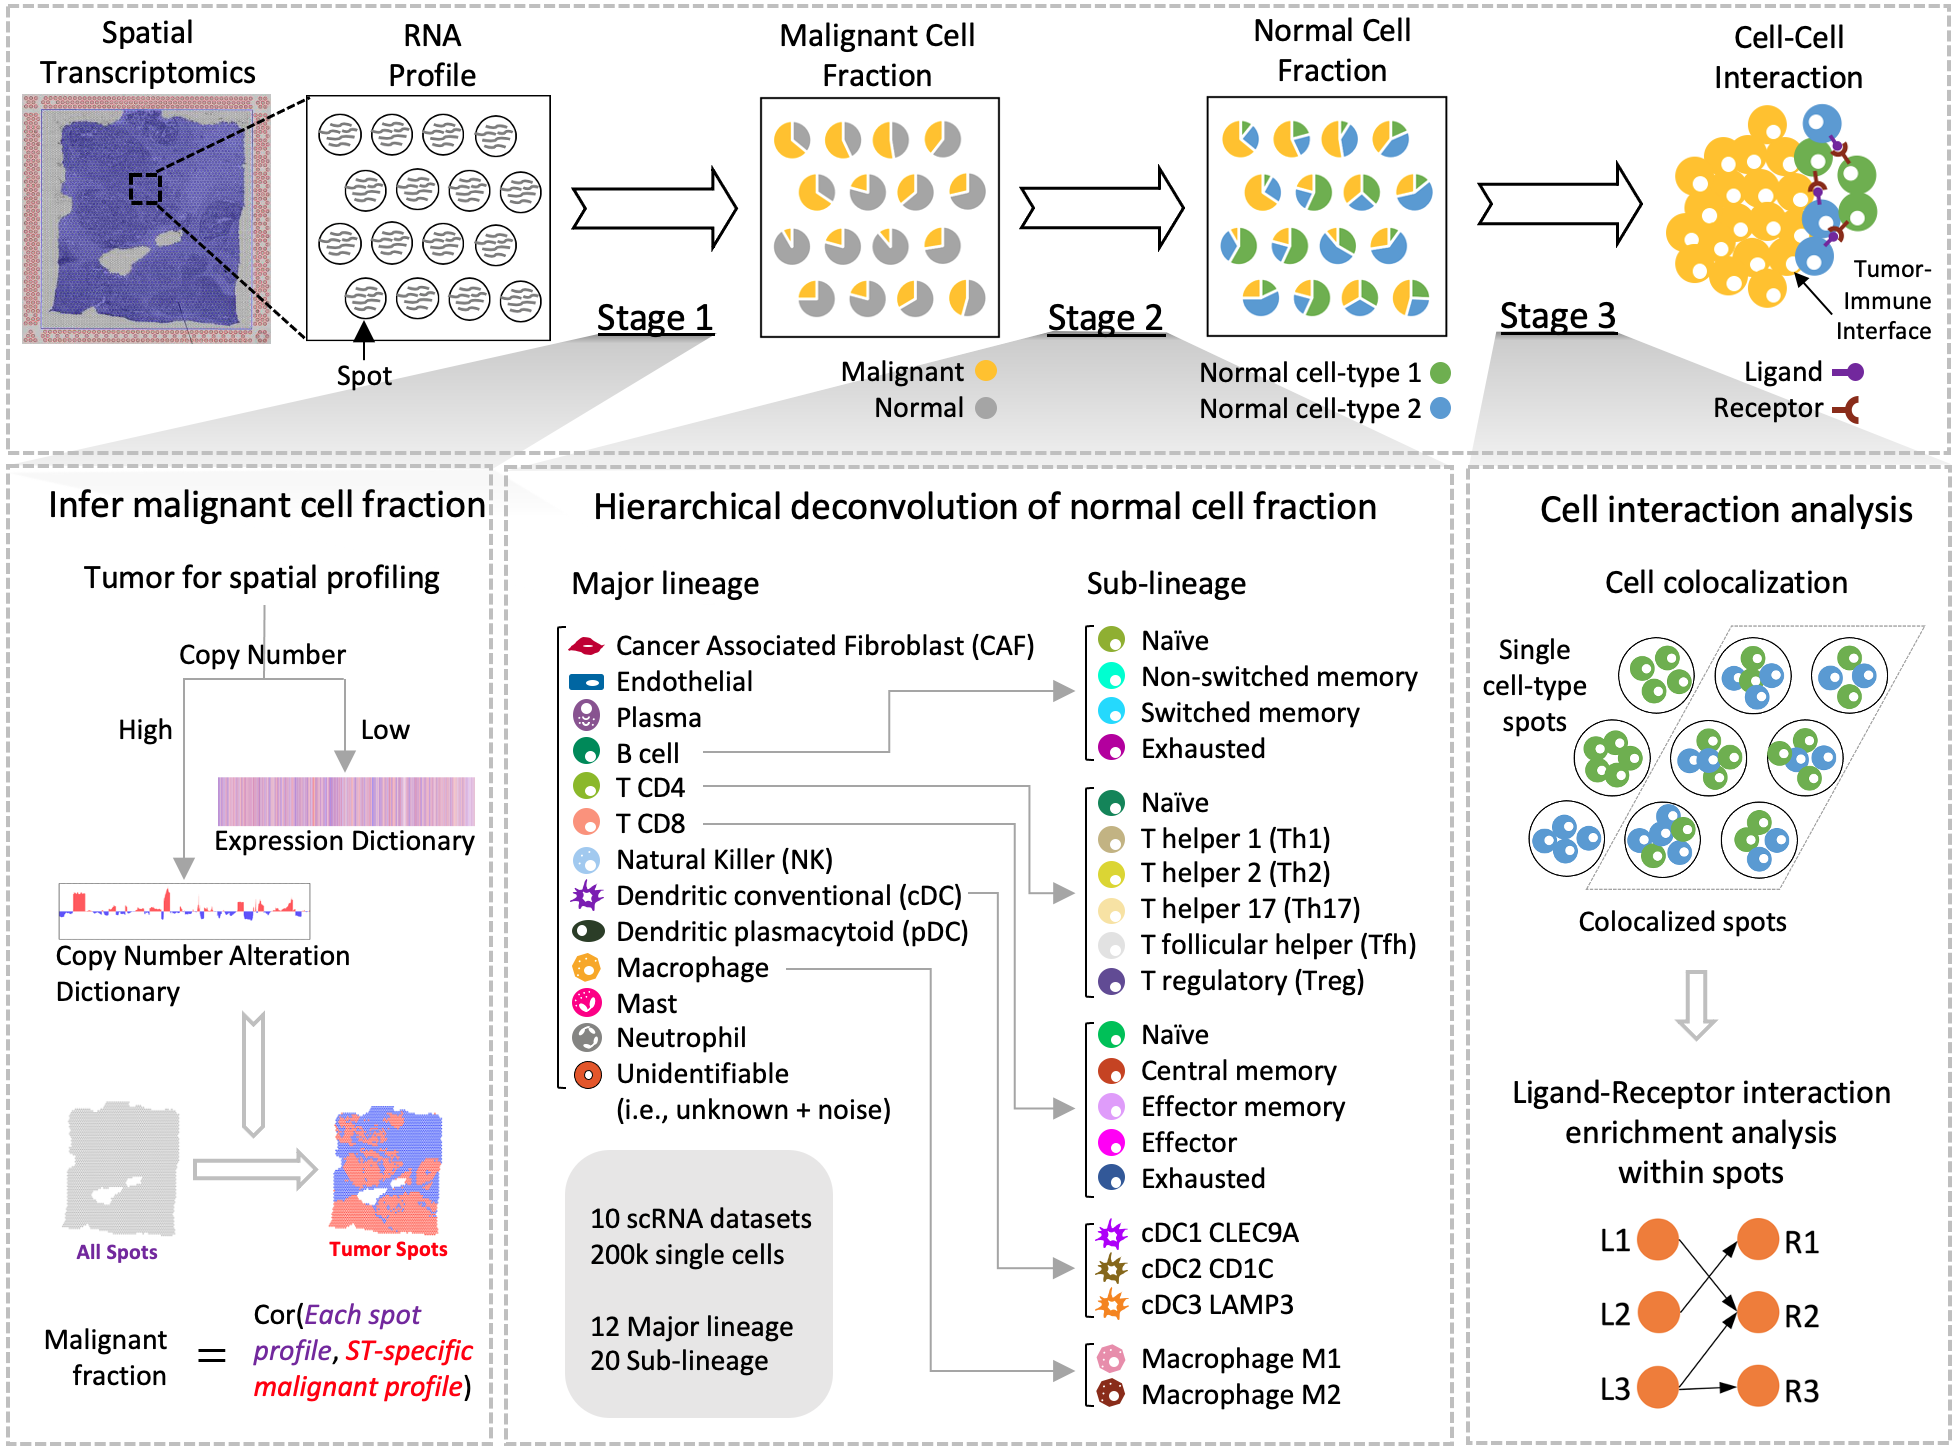 Spatial
Transcriptomics
RNA
Profile
Malignant Cell
Fraction
Normal Cell
Fraction
Cell-Cell
Interaction
Spot
Stage 1
Stage 2
Stage 3
Malignant
Normal
Normal cell-type 1
Normal cell-type 2
Tumor-
Immune
Interface
Ligand
Receptor
Infer malignant cell fraction
Tumor for spatial profiling
Copy Number
High
Low
Expression Dictionary
Copy Number Alteration
Dictionary
All Spots
Tumor Spots
Malignant
fraction
=
Cor(Each spot
profile, ST-specific
malignant profile)
Hierarchical deconvolution of normal cell fraction
Major lineage
Cancer Associated Fibroblast (CAF)
Endothelial
Plasma
B cell
T CD4
T CD8
Natural Killer (NK)
Dendritic conventional (cDC)
Dendritic plasmacytoid (pDC)
Macrophage
Mast
Neutrophil
Unidentifiable
(i.e., unknown + noise)
10 scRNA datasets
200k single cells
12 Major lineage
20 Sub-lineage
Sub-lineage
Naïve
Non-switched memory
Switched memory
Exhausted
Naïve
T helper 1 (Th1)
T helper 2 (Th2)
T helper 17 (Th17)
T follicular helper (Tfh)
T regulatory (Treg)
Naïve
Central memory
Effector memory
Effector
Exhausted
cDC1 CLEC9A
cDC2 CD1C
cDC3 LAMP3
Macrophage M1
Macrophage M2
Cell interaction analysis
Cell colocalization
Single
cell-type
spots
Colocalized spots
Ligand-Receptor interaction
enrichment analysis
within spots
L1 R1
L2 R2
L3 R3